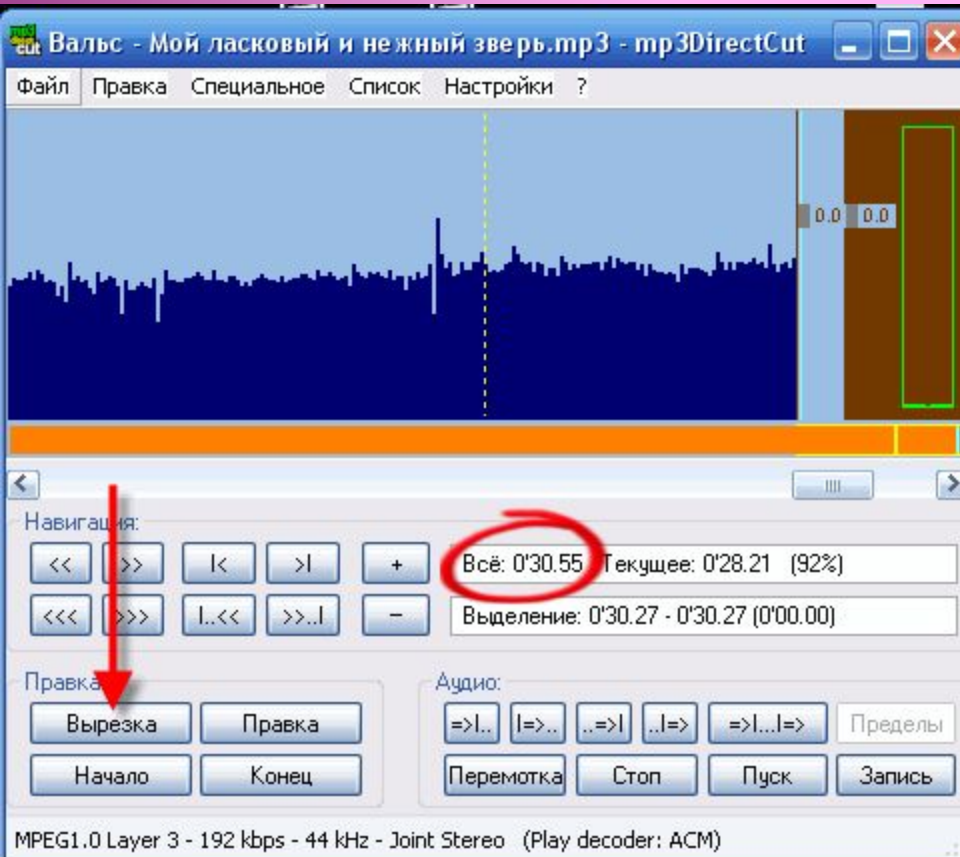 Вальс - Мой ласковый и нежный зверь.mp3 - mp3DirectCut
Файл Правка Специальное Список Настройки ?
0.0 0.0
Навигация:
<< >> |< >| + Всё: 0'30.55 Текущее: 0'28.21 (92%)
<<< >>> |..<< >>..| − Выделение: 0'30.27 - 0'30.27 (0'00.00)
Правка Аудио:
Вырезка Правка =>|.. |=>.. ..=>| ..|=> =>|...|=> Пределы
Начало Конец Перемотка Стоп Пуск Запись
MPEG1.0 Layer 3 - 192 kbps - 44 kHz - Joint Stereo (Play decoder: ACM)